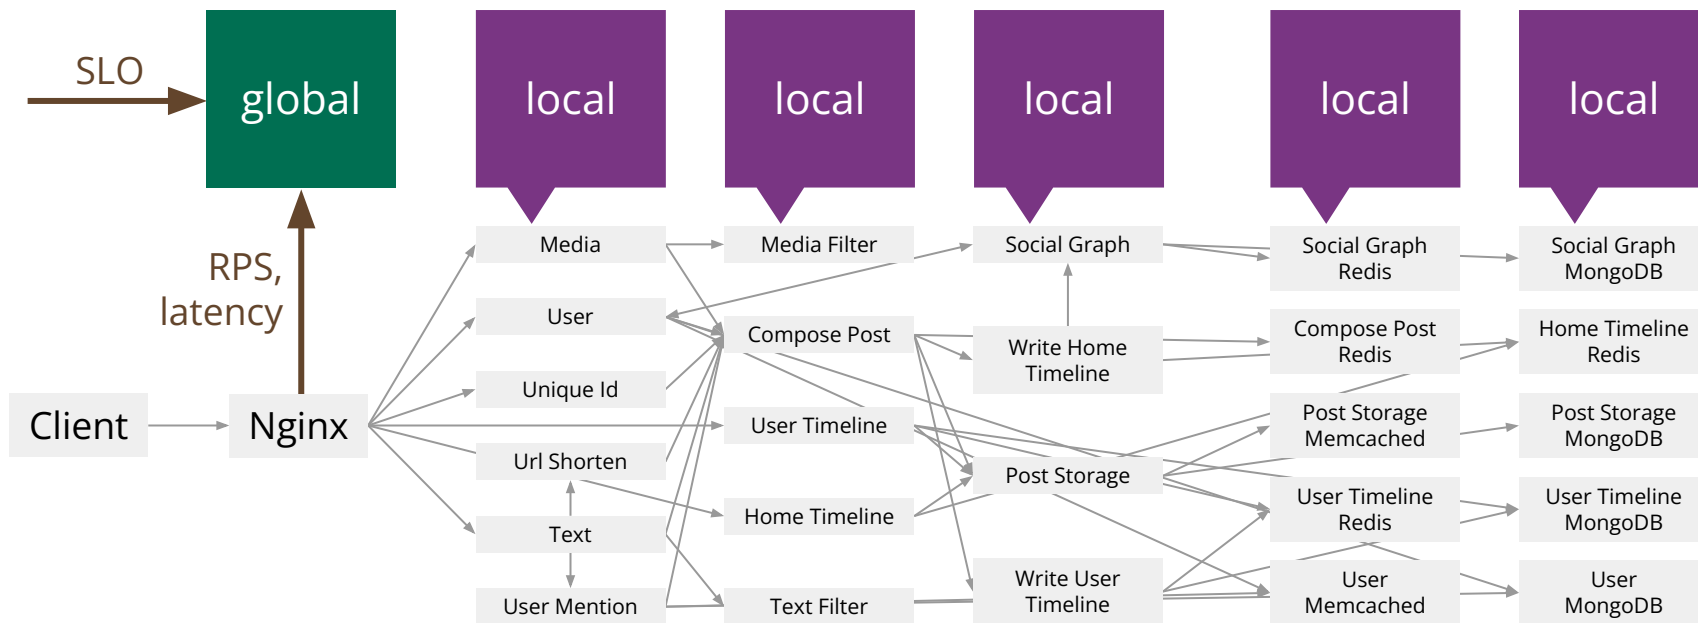 SLO
global
local
local
local
local
local
RPS,
latency
Client
Nginx
Media
User
Unique Id
Url Shorten
Text
User Mention
Media Filter
Compose Post
User Timeline
Home Timeline
Text Filter
Social Graph
Write Home
Timeline
Post Storage
Write User
Timeline
Social Graph
Redis
Compose Post
Redis
Post Storage
Memcached
User Timeline
Redis
User
Memcached
Social Graph
MongoDB
Home Timeline
Redis
Post Storage
MongoDB
User Timeline
MongoDB
User
MongoDB